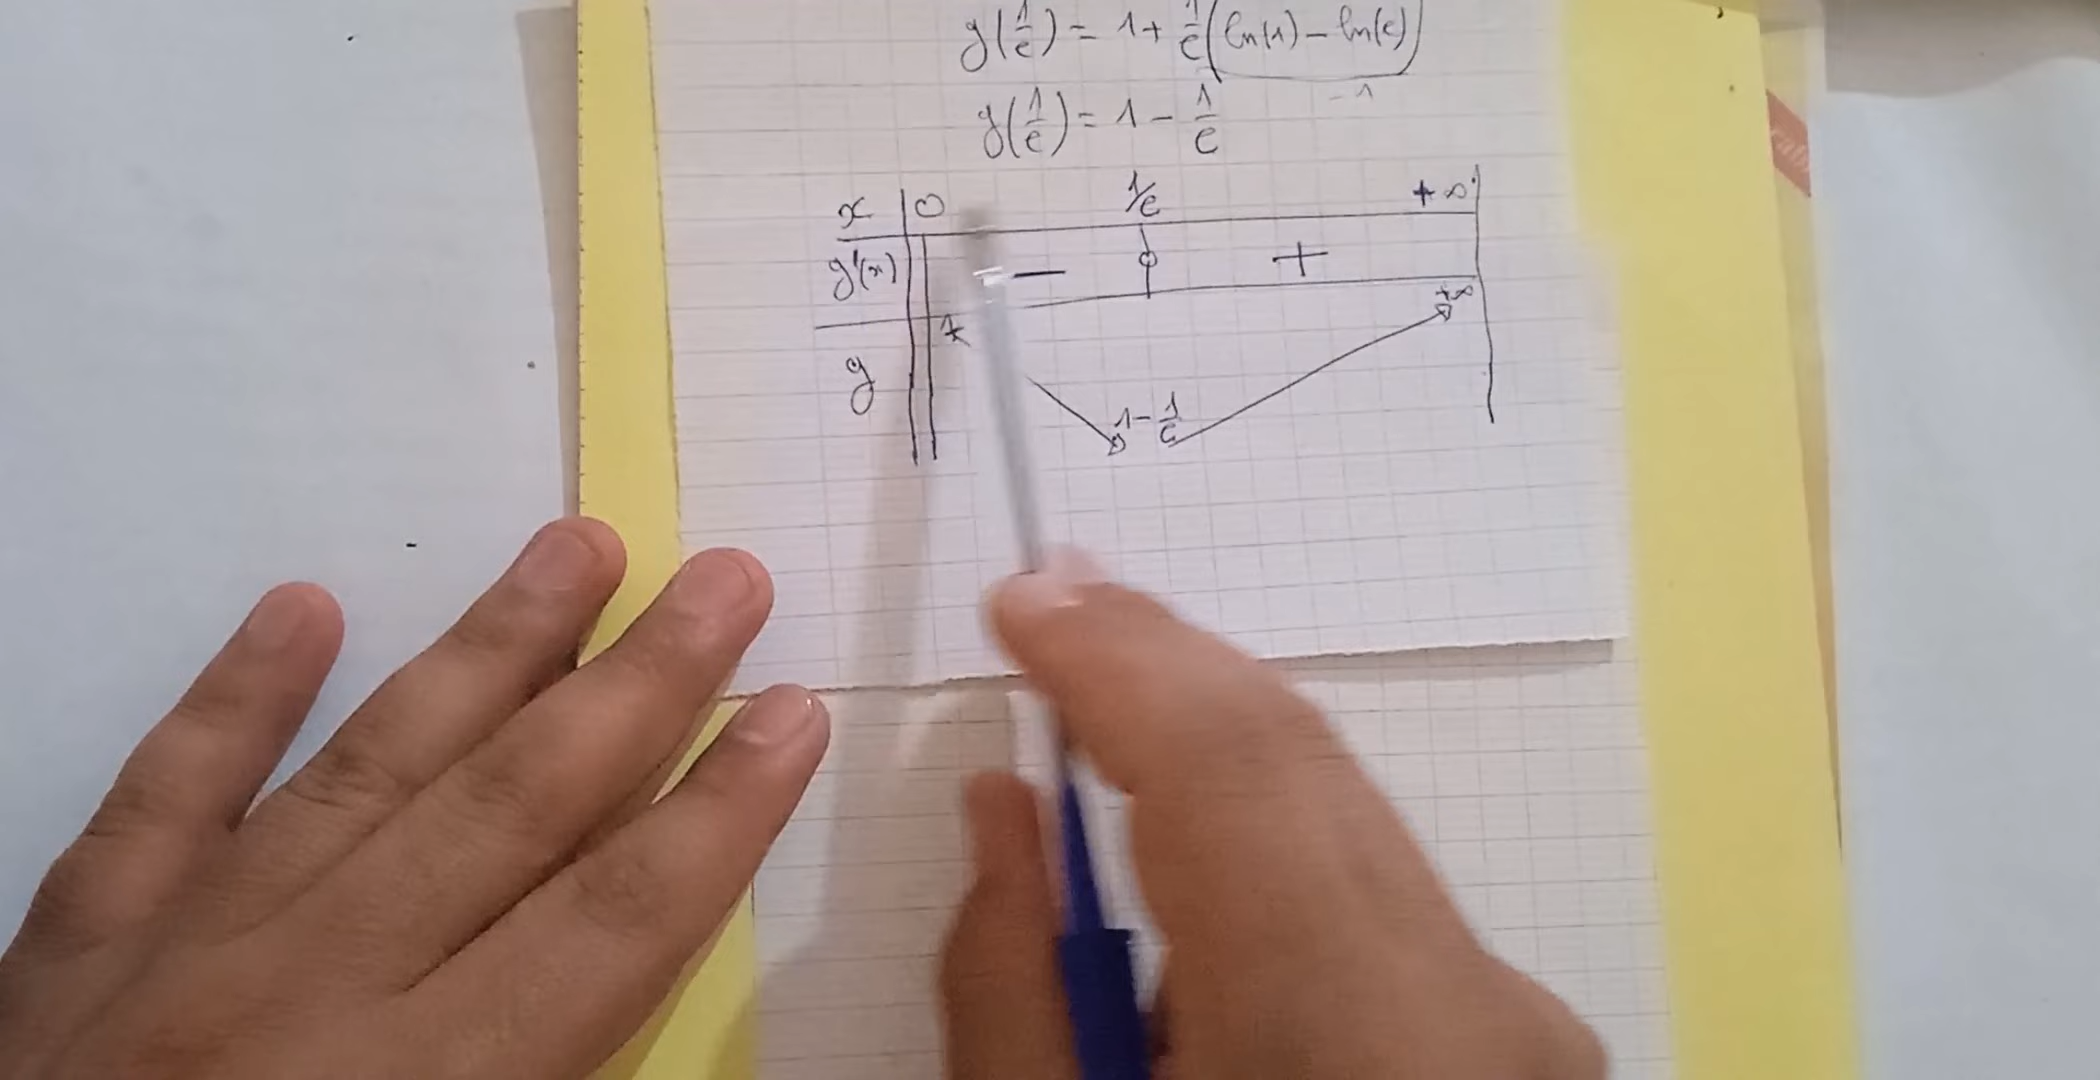 g(1/e) = 1 + 1/e (ln(1) - ln(e))
-1
g(1/e) = 1 - 1/e
x 0 1/e +∞
g'(x) - 0 +
1 +∞
g
1 - 1/e